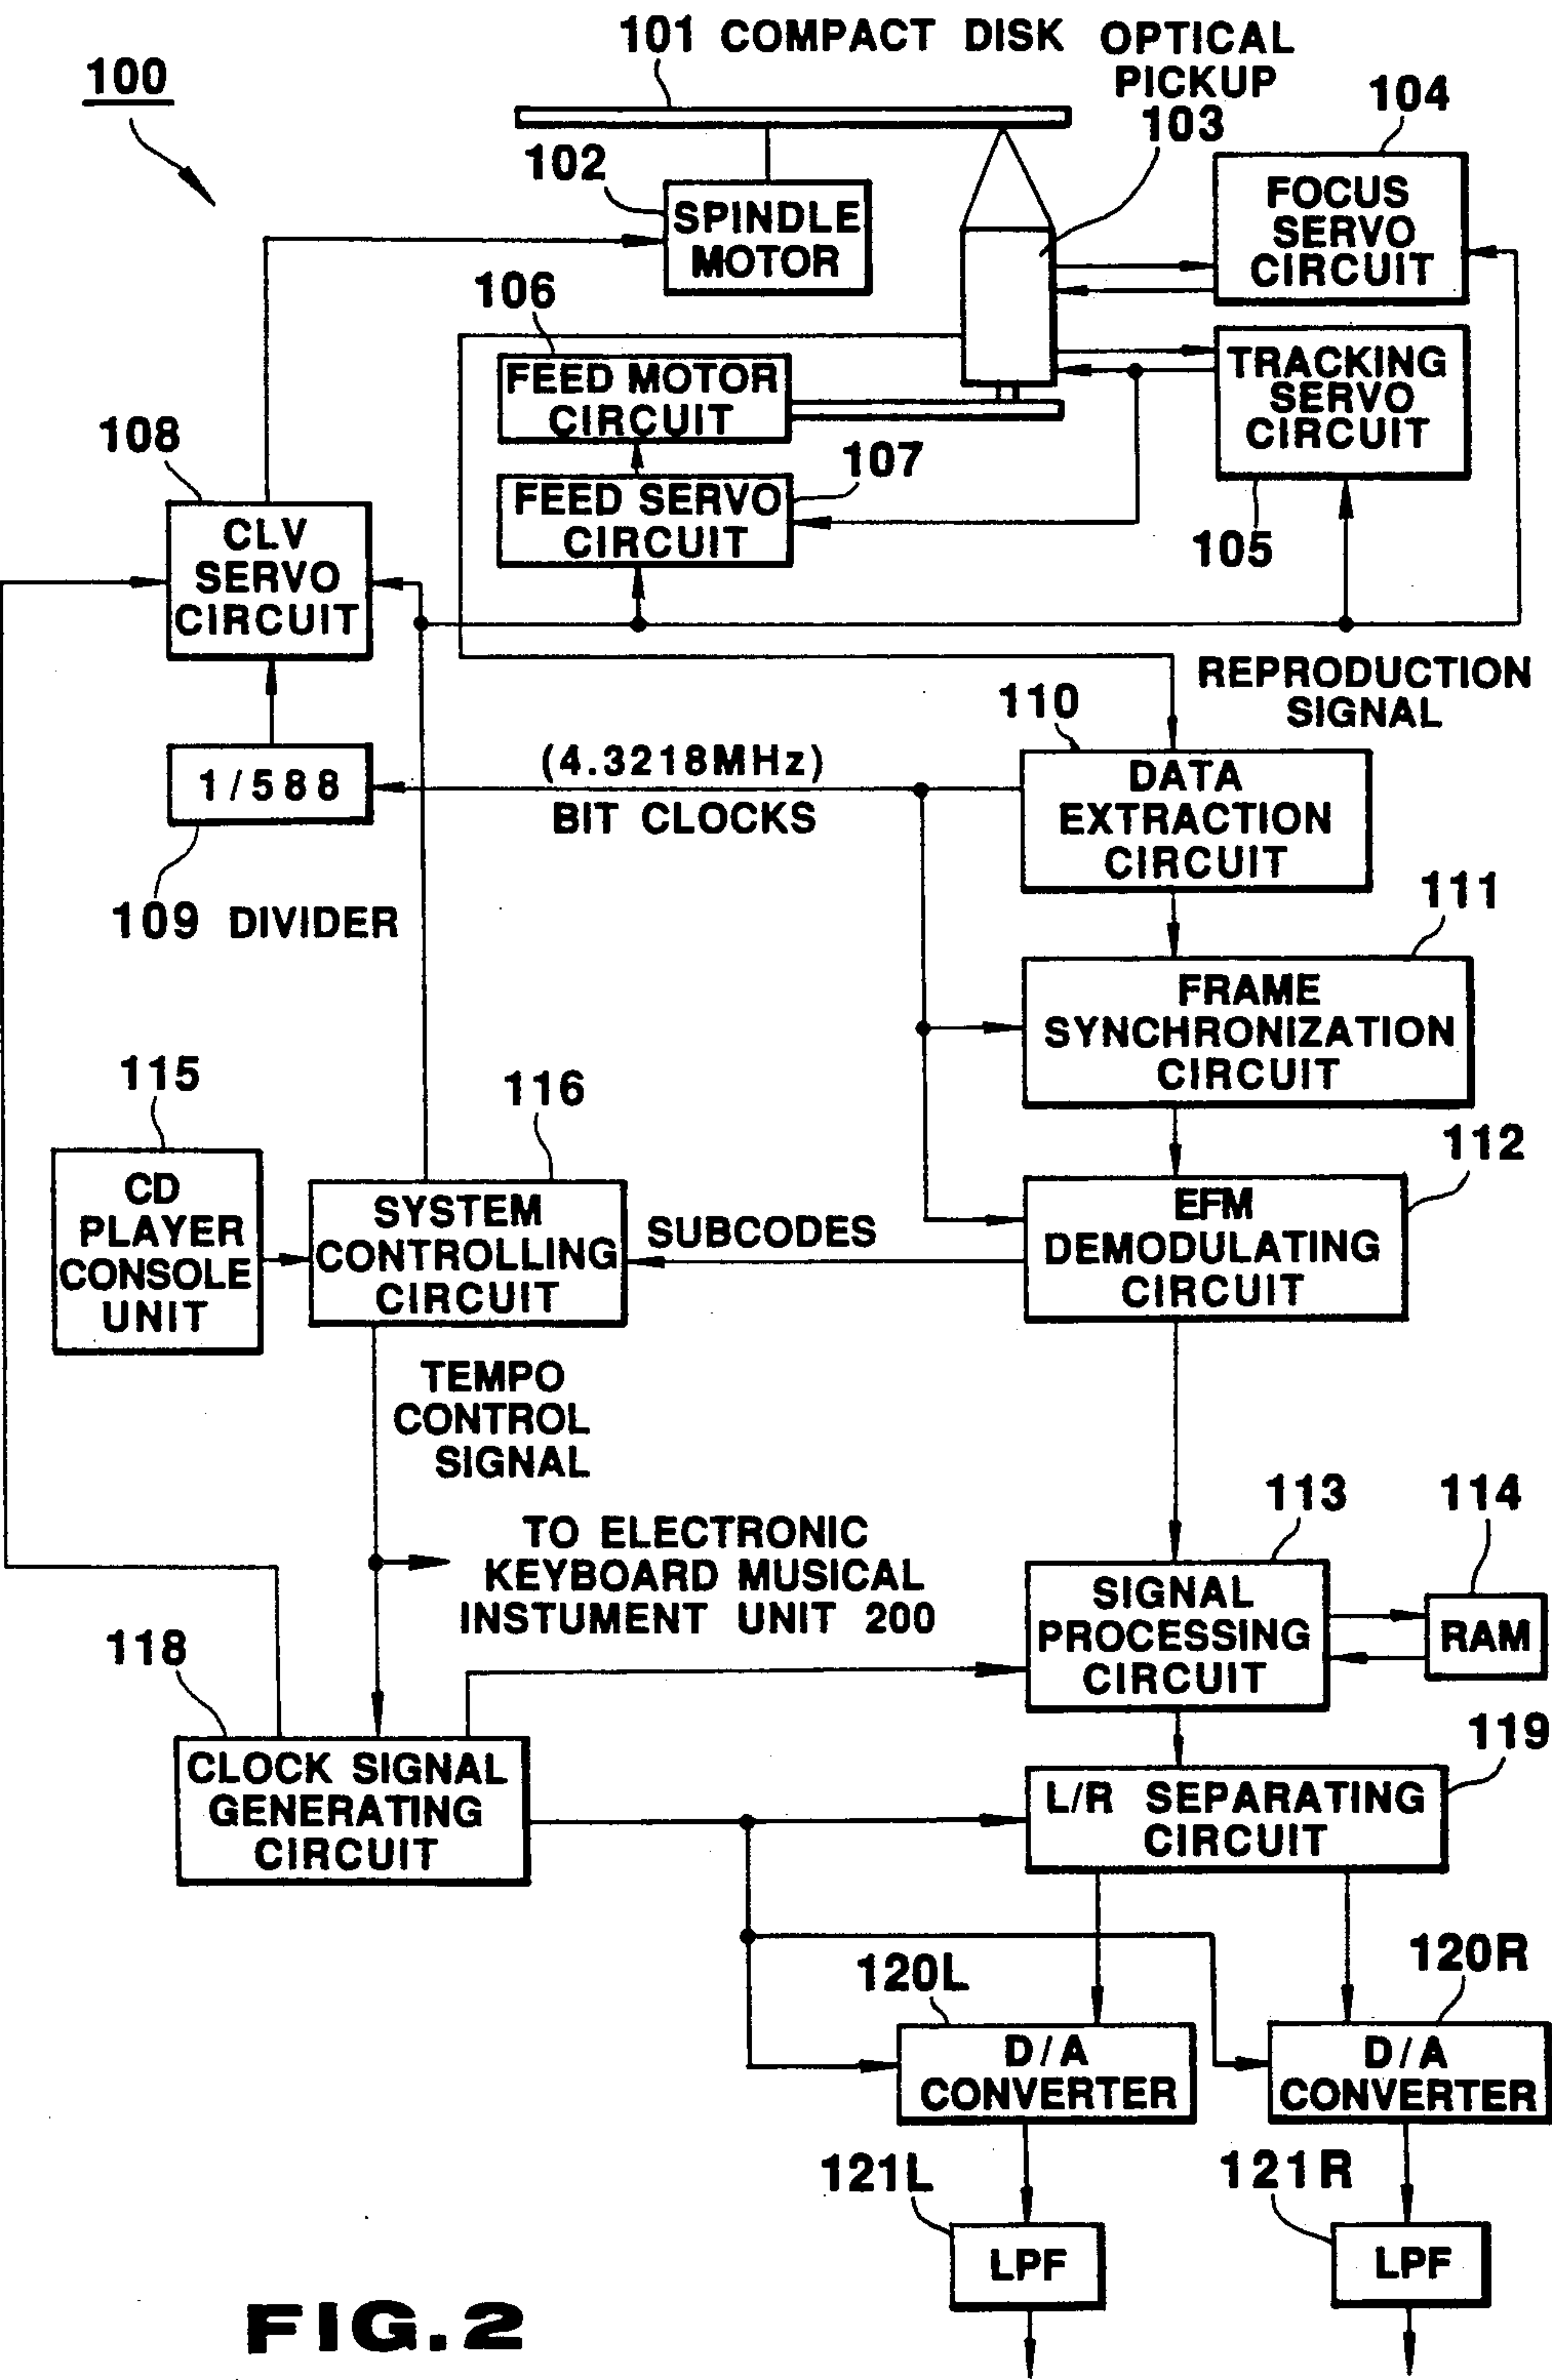 101 COMPACT DISK
OPTICAL
PICKUP
103
100
104
102
SPINDLE
MOTOR
FOCUS
SERVO
CIRCUIT
106
FEED MOTOR
CIRCUIT
TRACKING
SERVO
CIRCUIT
105
108
107
FEED SERVO
CIRCUIT
CLV
SERVO
CIRCUIT
REPRODUCTION
SIGNAL
110
1/588
(4.3218MHz)
BIT CLOCKS
DATA
EXTRACTION
CIRCUIT
109 DIVIDER
111
FRAME
SYNCHRONIZATION
CIRCUIT
115
116
112
CD
PLAYER
CONSOLE
UNIT
SYSTEM
CONTROLLING
CIRCUIT
SUBCODES
EFM
DEMODULATING
CIRCUIT
TEMPO
CONTROL
SIGNAL
TO ELECTRONIC
KEYBOARD MUSICAL
INSTUMENT UNIT 200
113
114
SIGNAL
PROCESSING
CIRCUIT
RAM
118
119
CLOCK SIGNAL
GENERATING
CIRCUIT
L/R SEPARATING
CIRCUIT
120L
120R
D/A
CONVERTER
D/A
CONVERTER
121L
121R
LPF
LPF
FIG.2